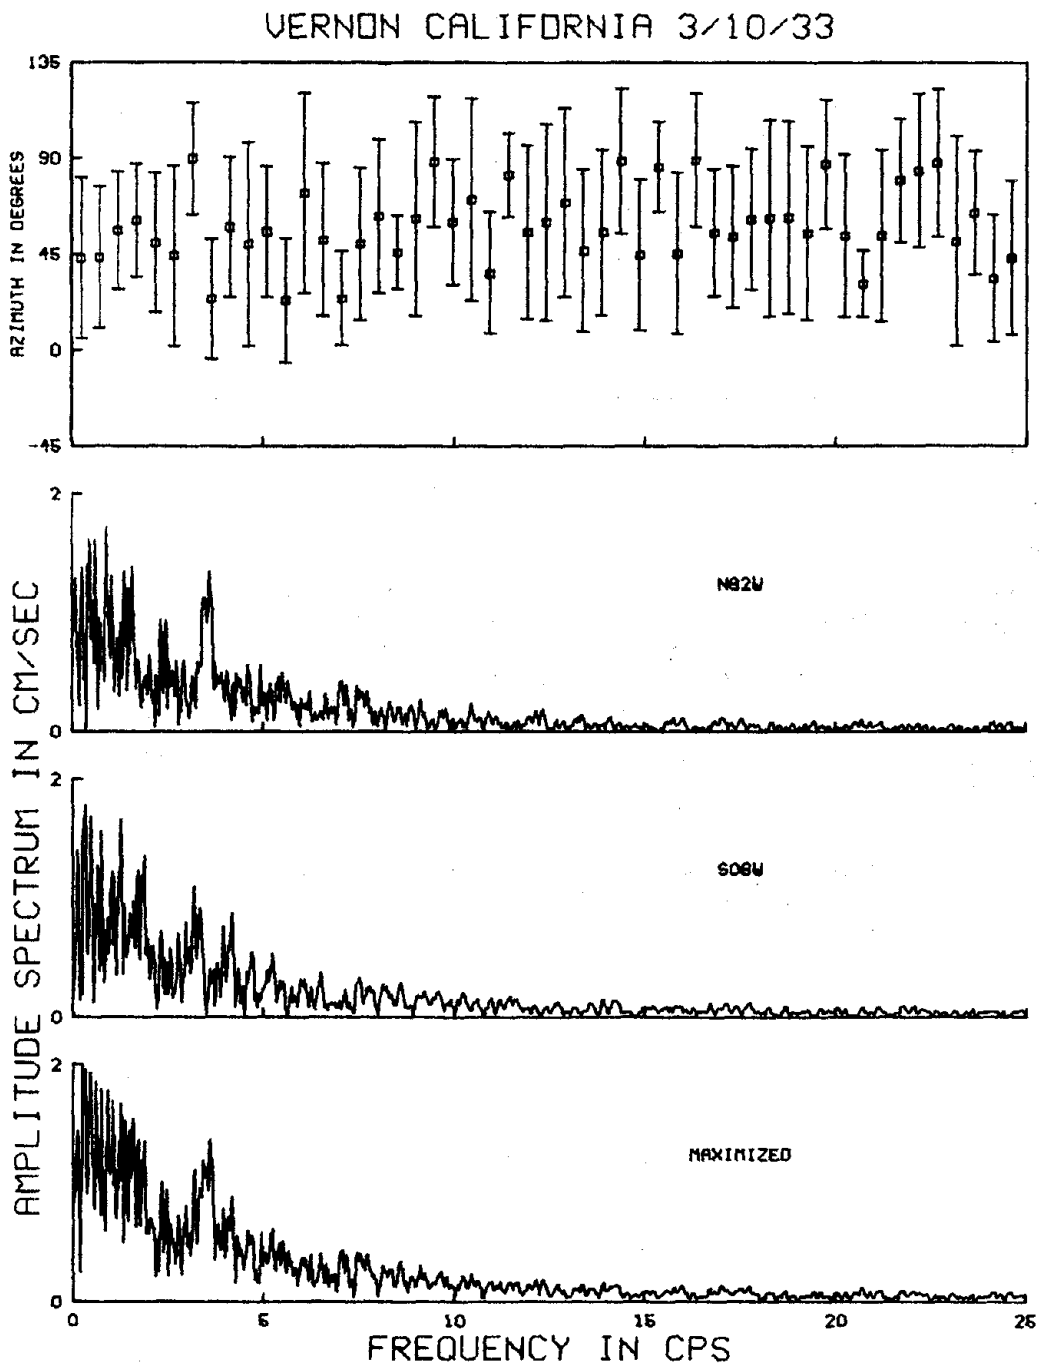 VERNON CALIFORNIA 3/10/33
135
90
45
0
-45
AZIMUTH IN DEGREES
2
0
N82W
2
0
S08W
2
0
MAXIMIZED
AMPLITUDE SPECTRUM IN CM/SEC
0 5 10 15 20 25
FREQUENCY IN CPS